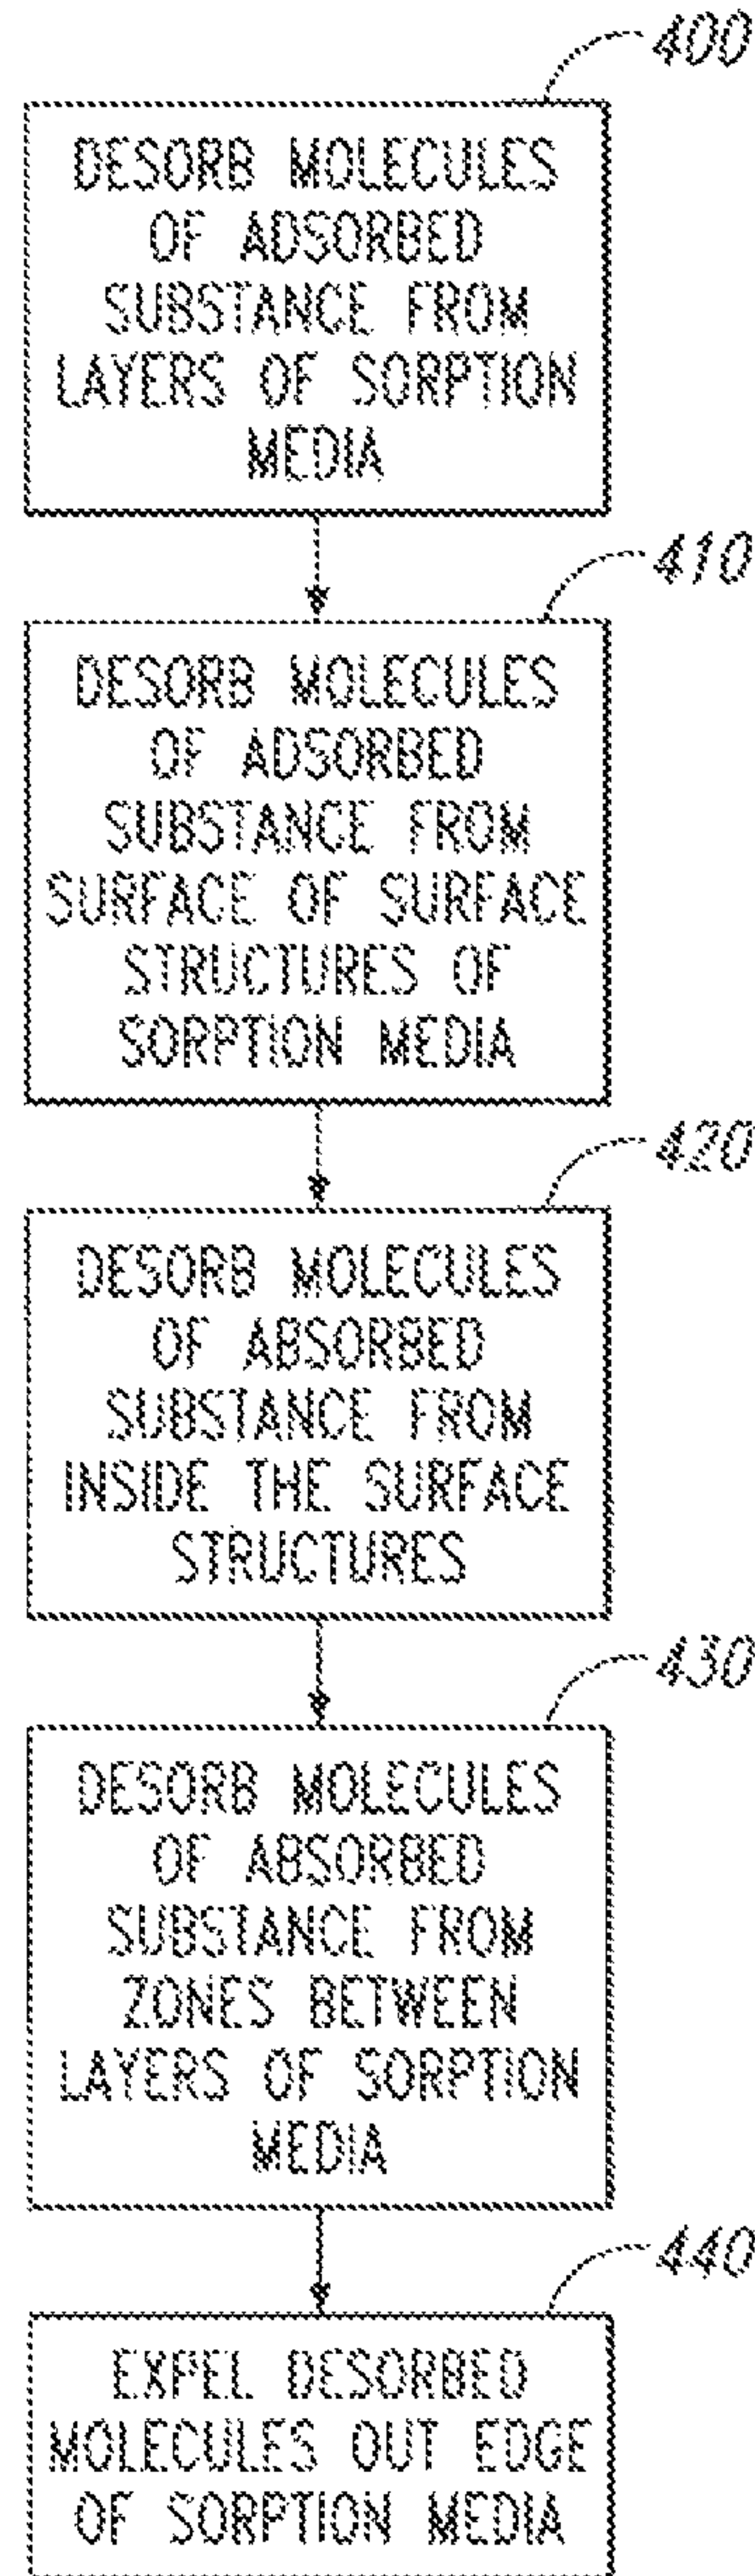 400
DESORB MOLECULES
OF ADSORBED
SUBSTANCE FROM
LAYERS OF SORPTION
MEDIA
410
DESORB MOLECULES
OF ADSORBED
SUBSTANCE FROM
SURFACE OF SURFACE
STRUCTURES OF
SORPTION MEDIA
420
DESORB MOLECULES
OF ABSORBED
SUBSTANCE FROM
INSIDE THE SURFACE
STRUCTURES
430
DESORB MOLECULES
OF ABSORBED
SUBSTANCE FROM
ZONES BETWEEN
LAYERS OF SORPTION
MEDIA
440
EXPEL DESORBED
MOLECULES OUT EDGE
OF SORPTION MEDIA